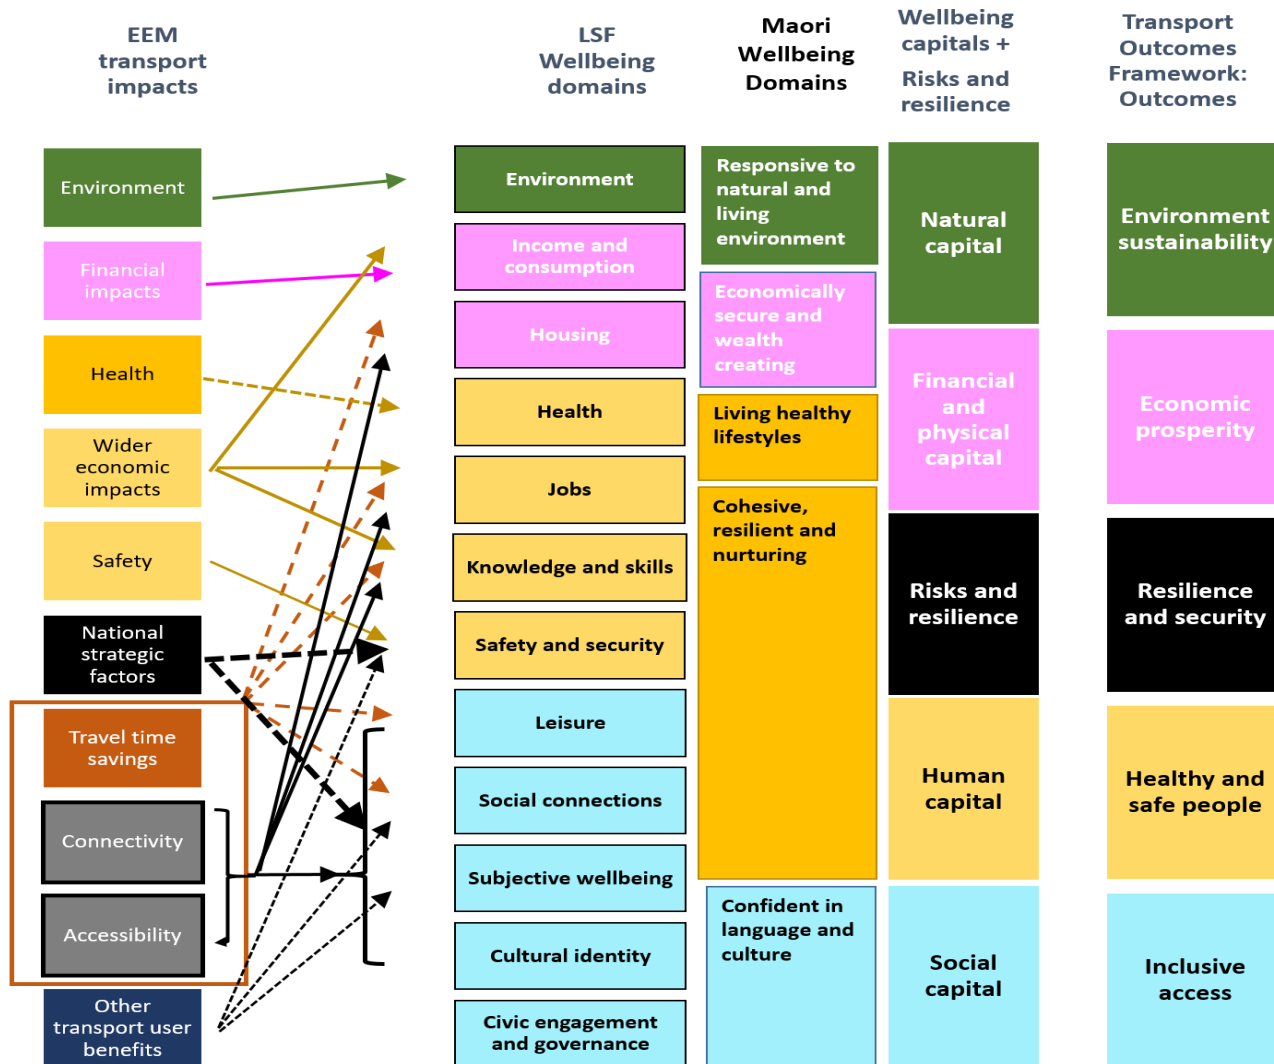 EEM
transport
impacts
LSF
Wellbeing
domains
Maori
Wellbeing
Domains
Wellbeing
capitals +
Risks and
resilience
Transport
Outcomes
Framework:
Outcomes
Environment
Financial
impacts
Health
Wider
economic
impacts
Safety
National
strategic
factors
Travel time
savings
Connectivity
Accessibility
Other
transport user
benefits
Environment
Income and
consumption
Housing
Health
Jobs
Knowledge and skills
Safety and security
Leisure
Social connections
Subjective wellbeing
Cultural identity
Civic engagement
and governance
Responsive to
natural and
living
environment
Economically
secure and
wealth
creating
Living healthy
lifestyles
Cohesive,
resilient and
nurturing
Confident in
language and
culture
Natural
capital
Financial
and
physical
capital
Risks and
resilience
Human
capital
Social
capital
Environment
sustainability
Economic
prosperity
Resilience
and security
Healthy and
safe people
Inclusive
access